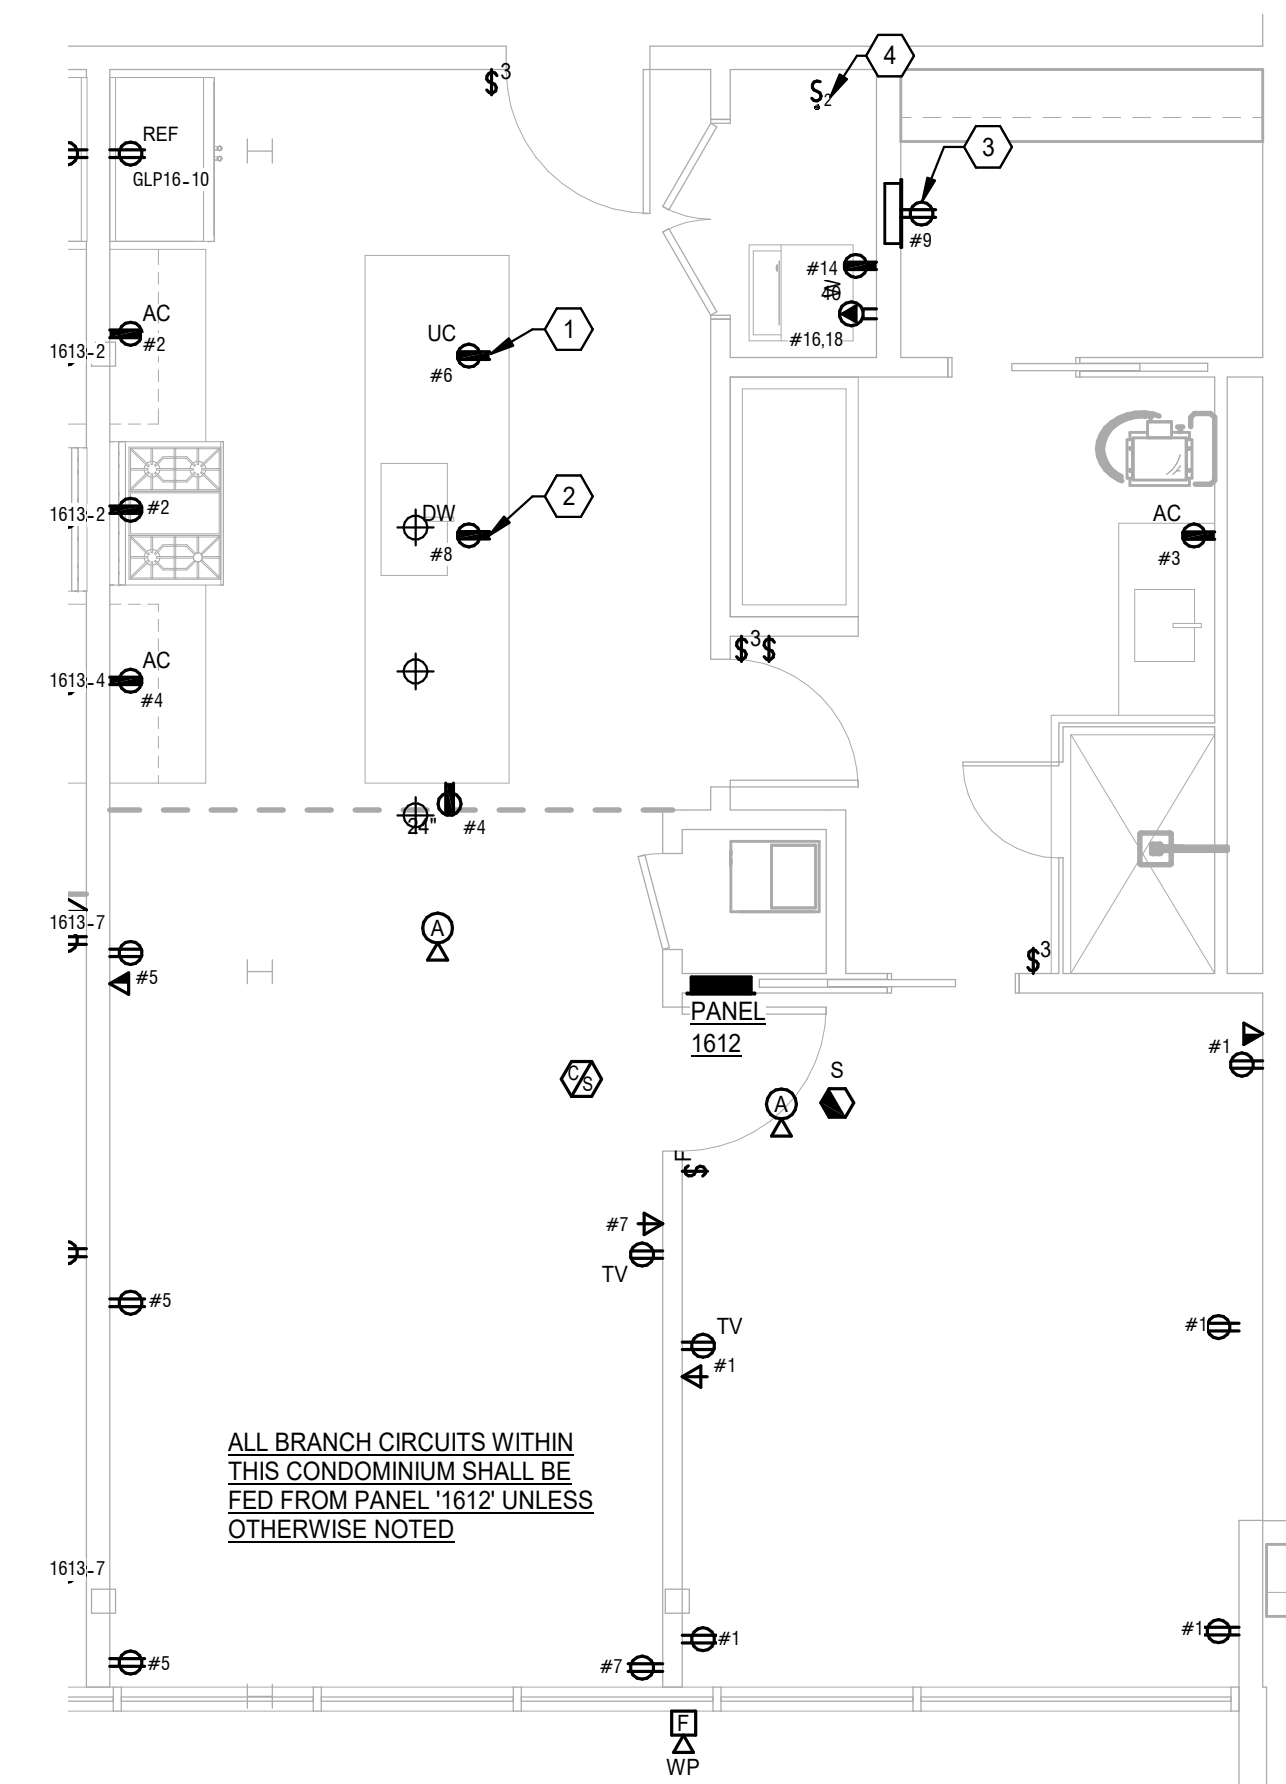 $3
4
S2
REF
GLP16-10
3
#9
#14
40
#16,18
AC
#2
1613-2
UC
1
#6
1613-2
#2
DW
2
#8
AC
#3
$3$
AC
1613-4
#4
24"
#4
1613-7
A
#5
$3
PANEL
1612
#1
C/S
A
S
F
$
#7
TV
#5
TV
#1
#1
ALL BRANCH CIRCUITS WITHIN
THIS CONDOMINIUM SHALL BE
FED FROM PANEL '1612' UNLESS
OTHERWISE NOTED
1613-7
#5
#7
#1
#1
F
WP